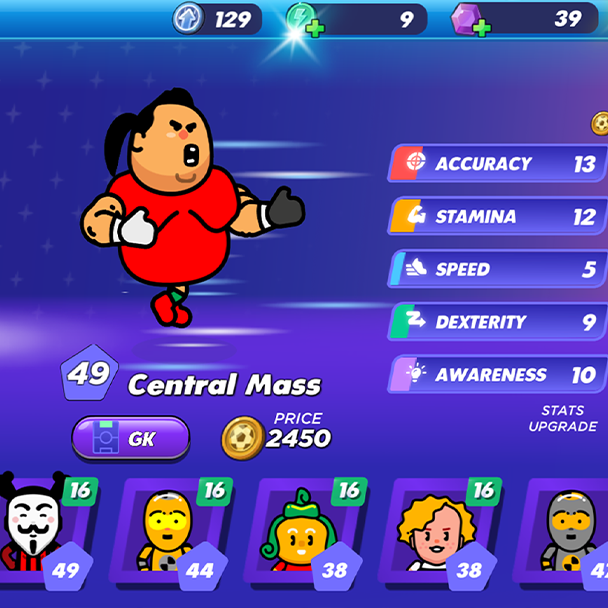 129
9
39
ACCURACY 13
STAMINA 12
SPEED 5
DEXTERITY 9
AWARENESS 10
49 Central Mass
GK
PRICE
2450
STATS
UPGRADE
16 16 16 16
49 44 38 38